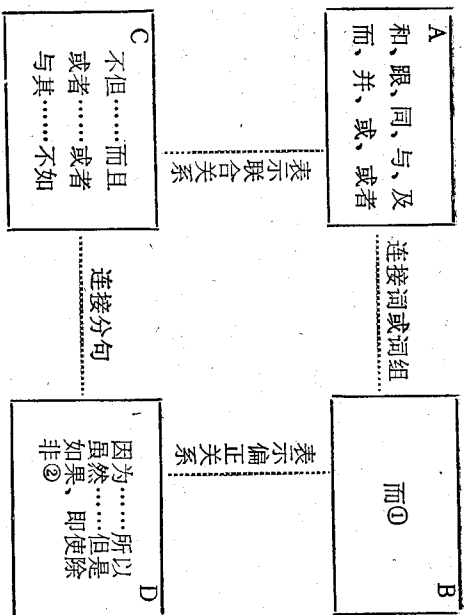 A
和、跟、同、与、及
而、并、或、或者
连接词或词组
B
而①
表示联合关系
表示偏正关系
C
不但……而且
或者……或者
与其……不如
连接分句
D
因为……所以
虽然……但是
如果、即使除
非②